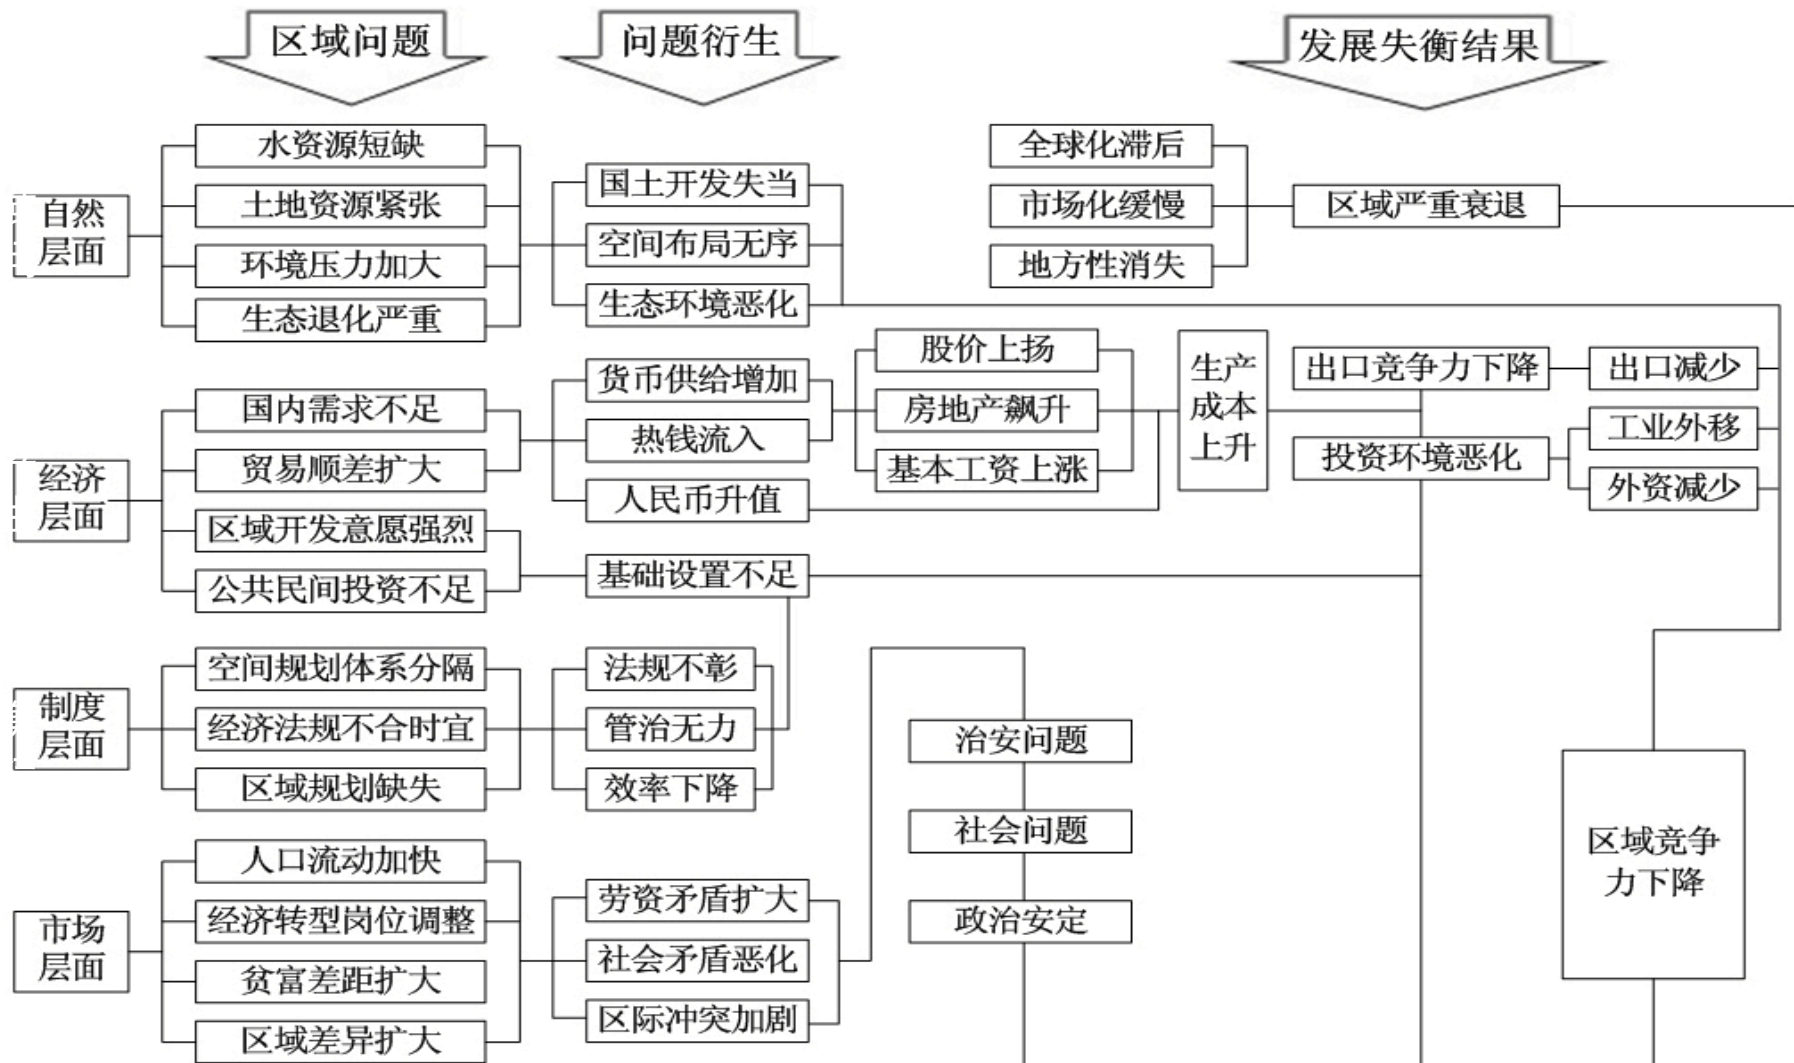 区域问题
问题衍生
发展失衡结果
自然
层面
水资源短缺
土地资源紧张
环境压力加大
生态退化严重
国土开发失当
空间布局无序
生态环境恶化
全球化滞后
市场化缓慢
地方性消失
区域严重衰退
经济
层面
国内需求不足
贸易顺差扩大
区域开发意愿强烈
公共民间投资不足
货币供给增加
热钱流入
人民币升值
基础设置不足
股价上扬
房地产飙升
基本工资上涨
生产
成本
上升
出口竞争力下降
投资环境恶化
出口减少
工业外移
外资减少
制度
层面
空间规划体系分隔
经济法规不合时宜
区域规划缺失
法规不彰
管治无力
效率下降
市场
层面
人口流动加快
经济转型岗位调整
贫富差距扩大
区域差异扩大
劳资矛盾扩大
社会矛盾恶化
区际冲突加剧
治安问题
社会问题
政治安定
区域竞争
力下降